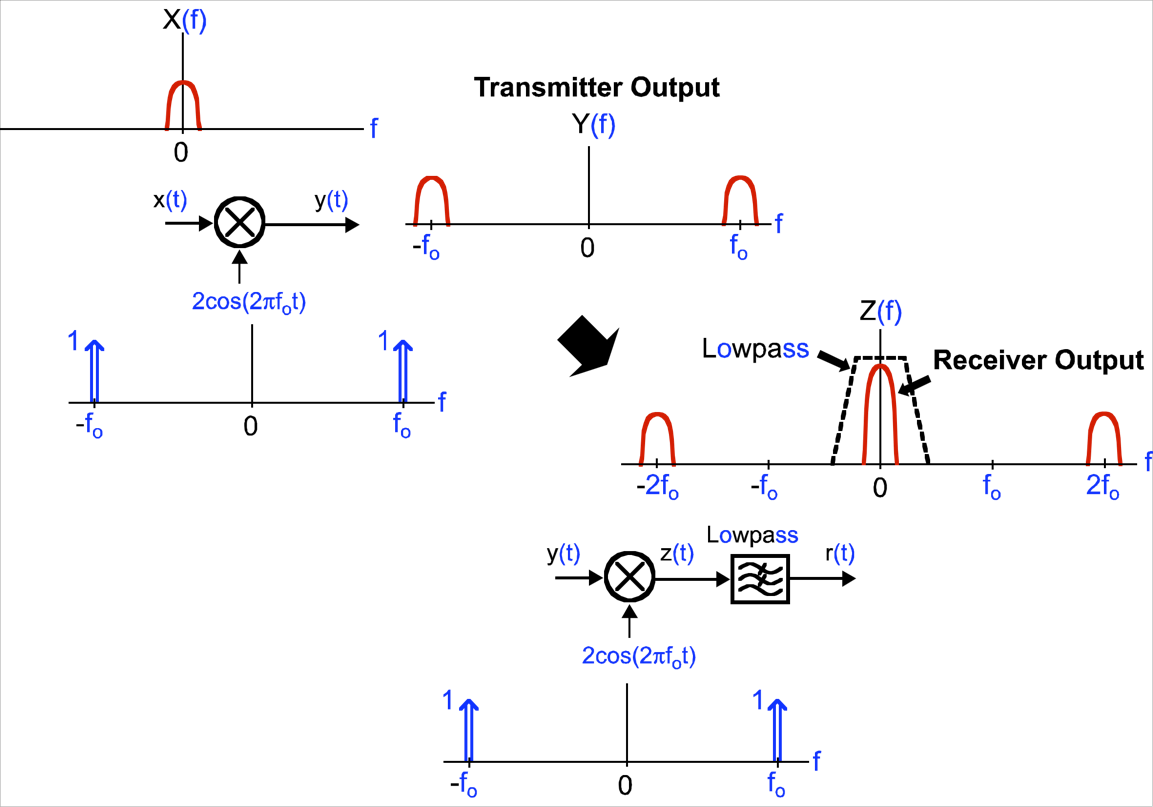 X(f)
f
0
Transmitter Output
Y(f)
f
-fo
0
fo
x(t)
y(t)
2cos(2πfot)
1
1
f
-fo
0
fo
Z(f)
Lowpass
Receiver Output
f
-2fo
-fo
0
fo
2fo
Lowpass
y(t)
z(t)
r(t)
2cos(2πfot)
1
1
f
-fo
0
fo